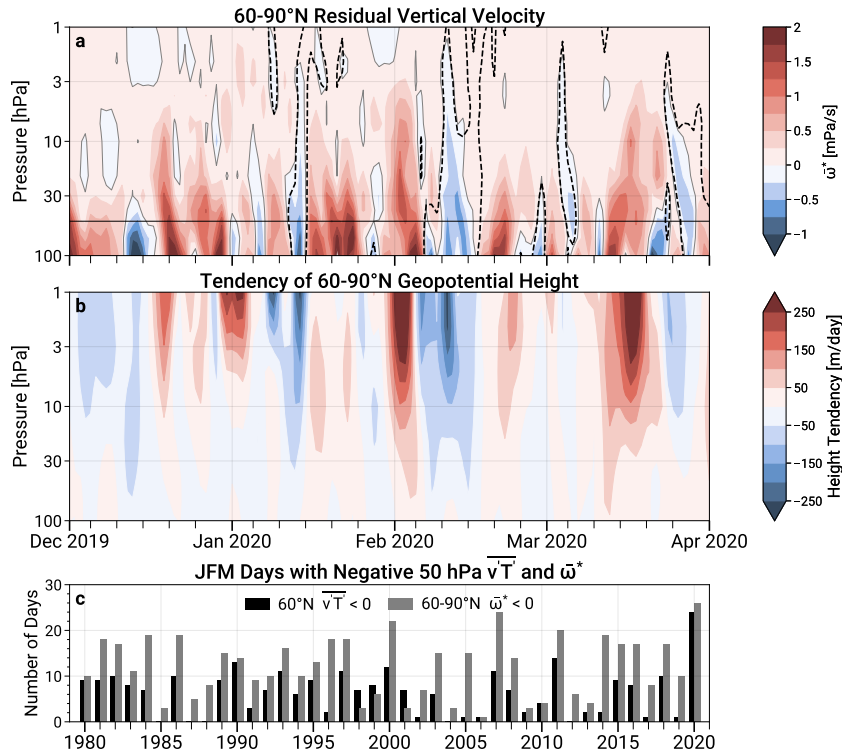 60-90°N Residual Vertical Velocity
a
1
3
10
30
100
Pressure [hPa]
2
1.5
1
0.5
0
−0.5
−1
ω̄* [mPa/s]
Tendency of 60-90°N Geopotential Height
b
1
3
10
30
100
Pressure [hPa]
250
150
50
−50
−150
−250
Height Tendency [m/day]
Dec 2019 Jan 2020 Feb 2020 Mar 2020 Apr 2020
JFM Days with Negative 50 hPa v'T' and ω̄*
c
60°N v'T' < 0 60-90°N ω̄* < 0
30
20
10
0
Number of Days
1980 1985 1990 1995 2000 2005 2010 2015 2020